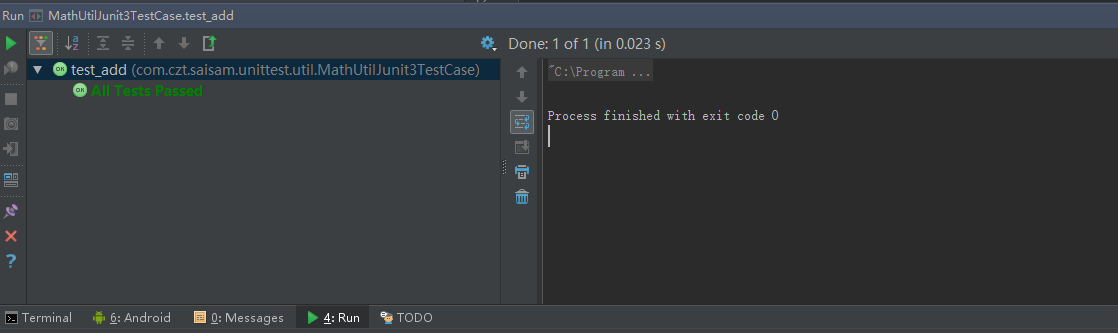 Run MathUtilJunit3TestCase.test_add
Done: 1 of 1 (in 0.023 s)
test_add (com.czt.saisam.unittest.util.MathUtilJunit3TestCase)
All Tests Passed
"C:\Program ...
Process finished with exit code 0
Terminal 6: Android 0: Messages 4: Run TODO